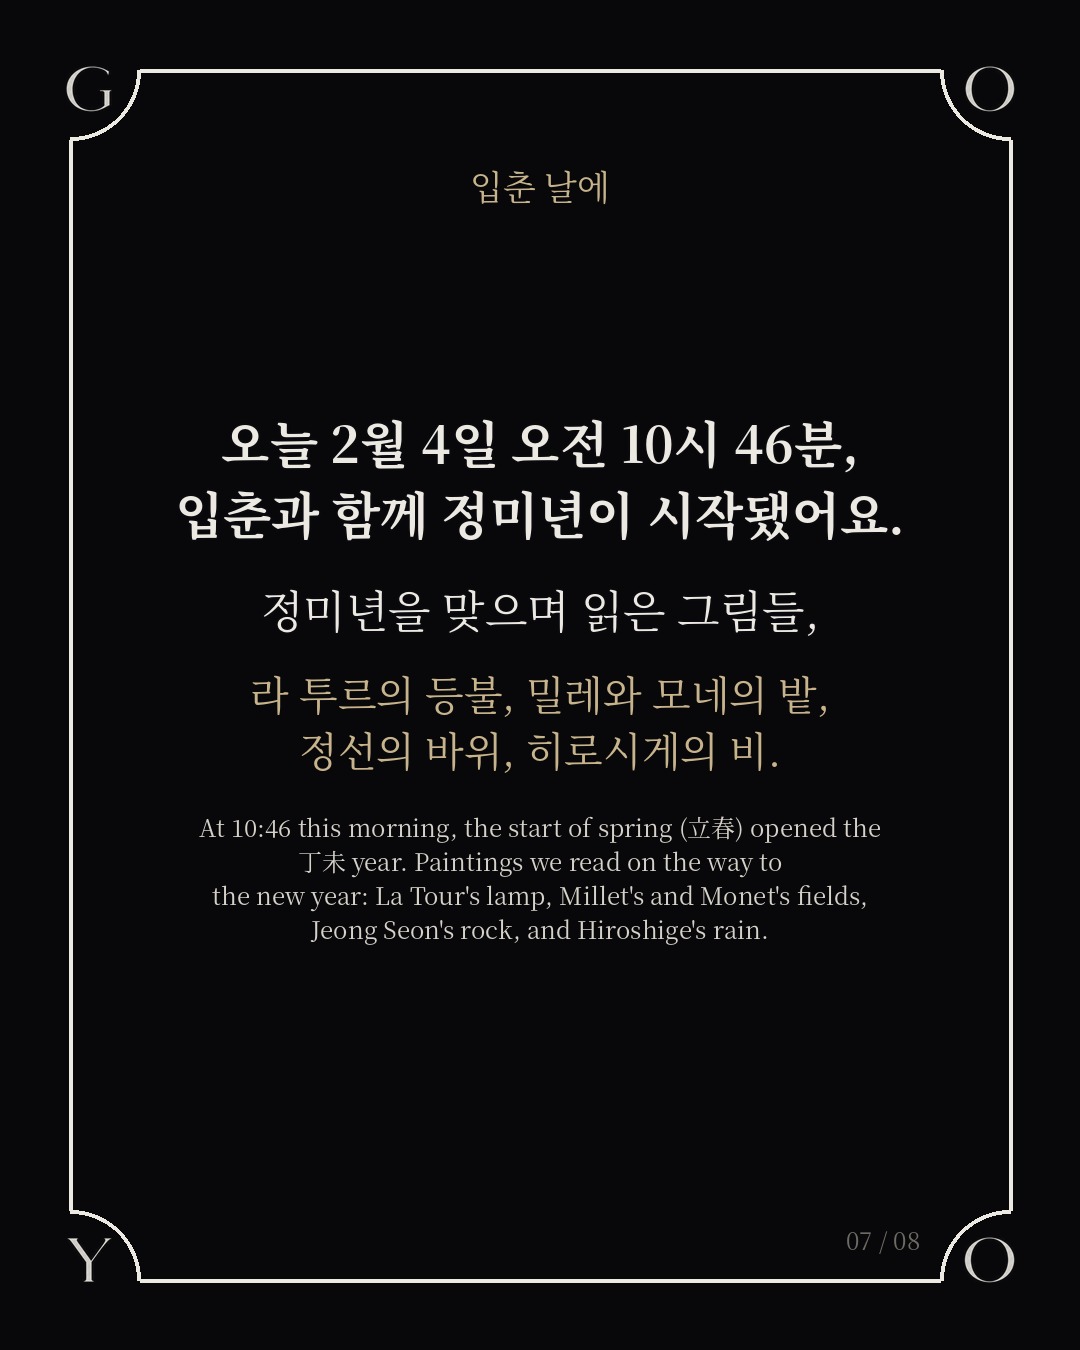 G O
입춘 날에
오늘 2월 4일 오전 10시 46분,
입춘과 함께 정미년이 시작됐어요.
정미년을 맞으며 읽은 그림들,
라 투르의 등불, 밀레와 모네의 밭,
정선의 바위, 히로시게의 비.
At 10:46 this morning, the start of spring (立春) opened the
丁未 year. Paintings we read on the way to
the new year: La Tour's lamp, Millet's and Monet's fields,
Jeong Seon's rock, and Hiroshige's rain.
07 / 08
Y O